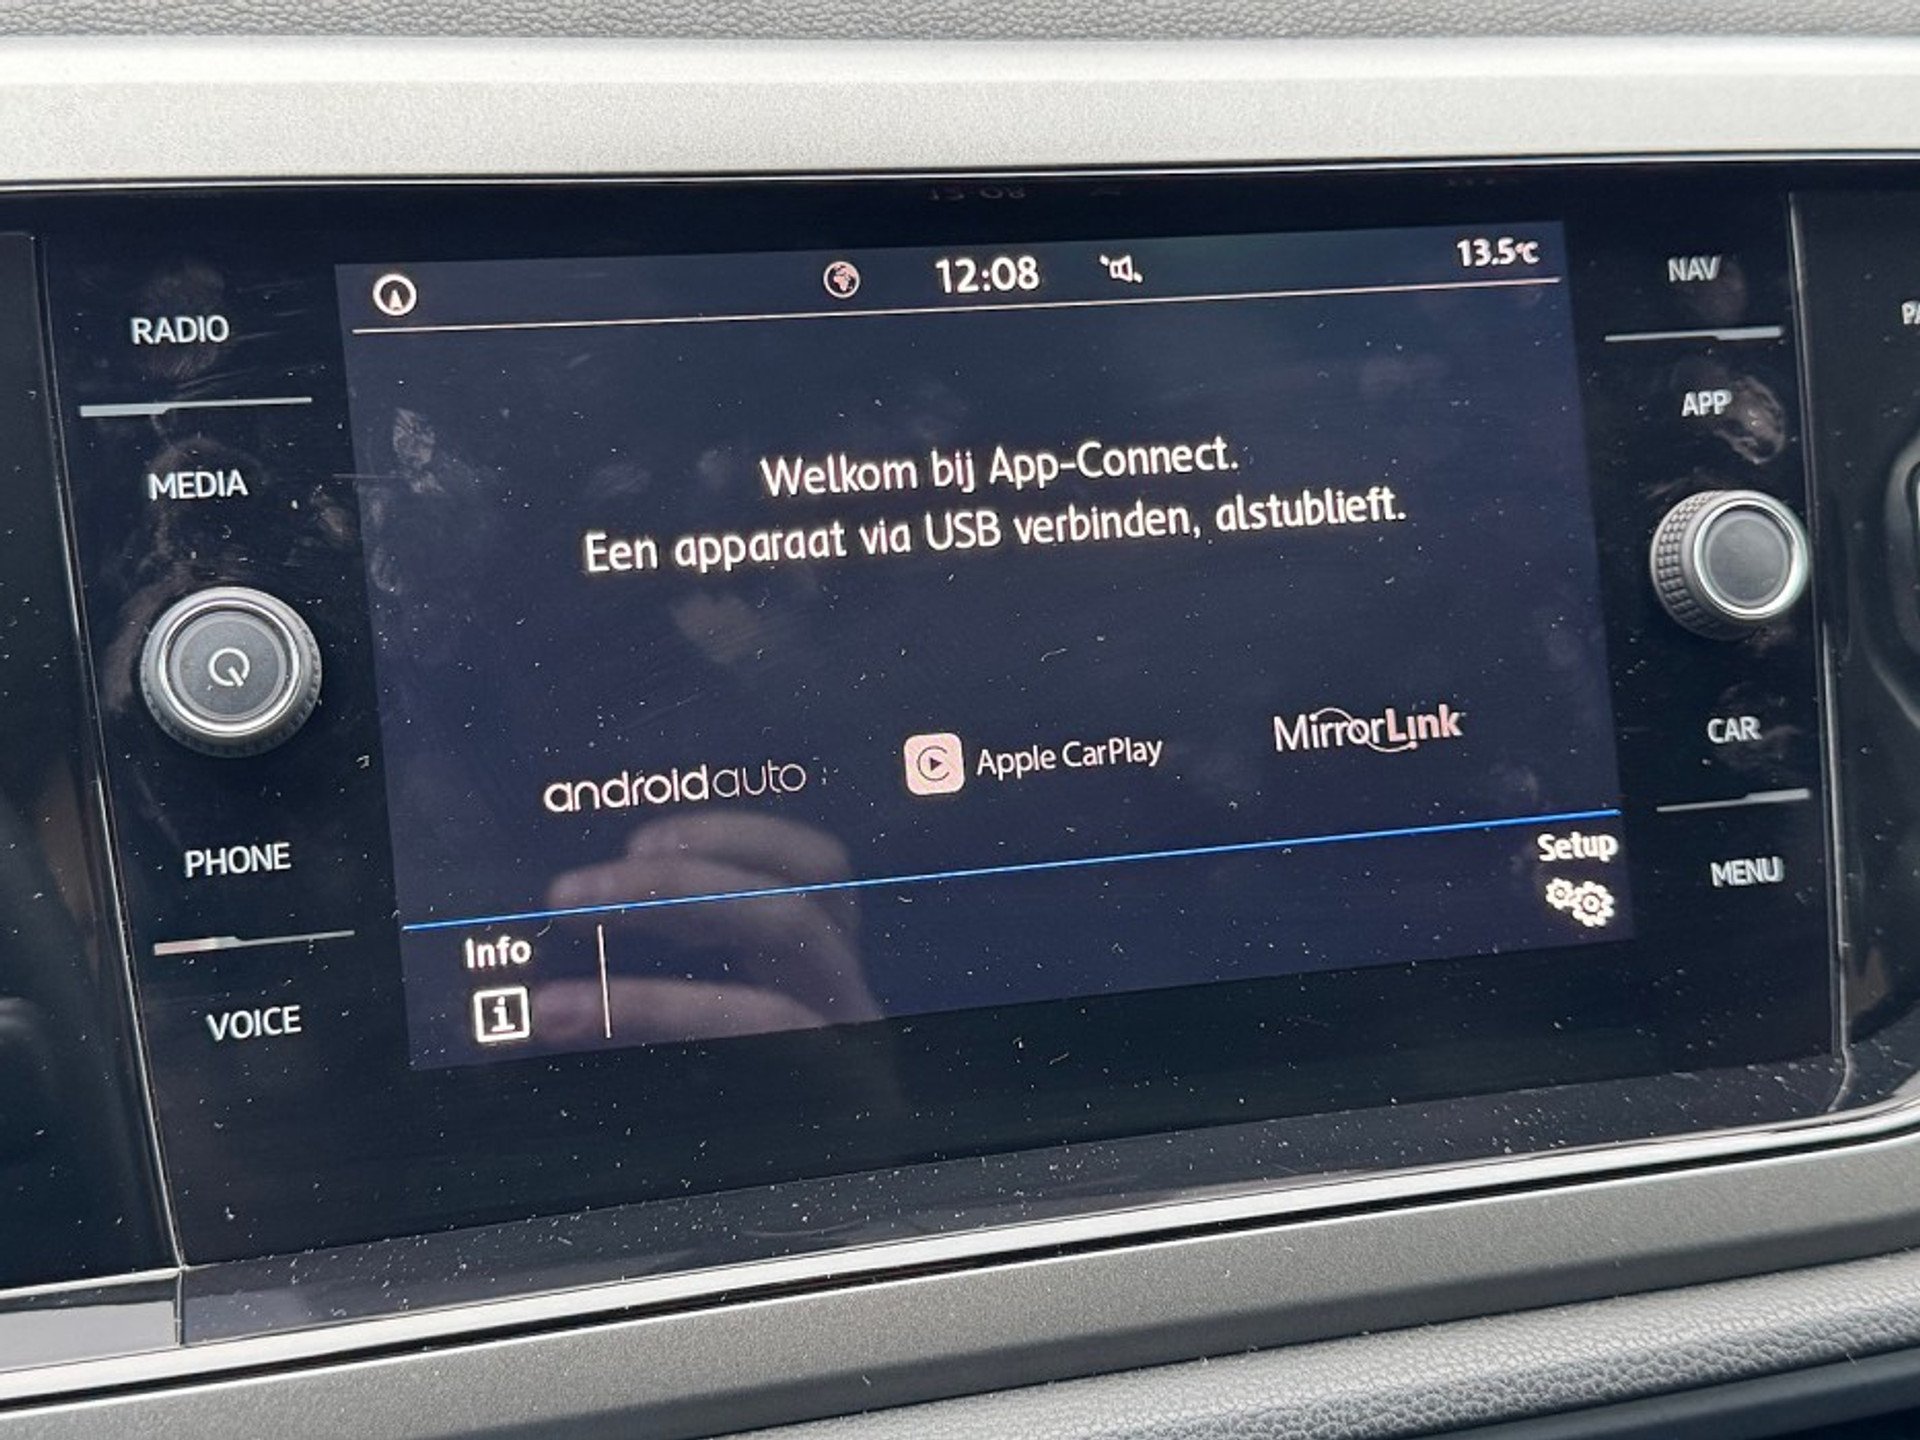 12:08
13.5°C
RADIO
MEDIA
PHONE
VOICE
Welkom bij App-Connect.
Een apparaat via USB verbinden, alstublieft.
androidauto
Apple CarPlay
MirrorLink
Info
i
Setup
NAV
APP
CAR
MENU